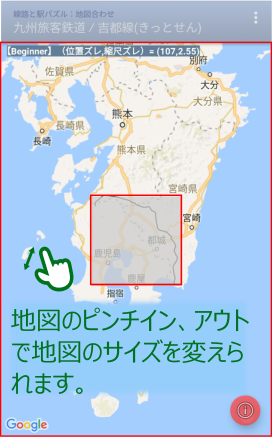 線路と駅パズル:地図合わせ
九州旅客鉄道 / 吉都線(きっとせん)
【Beginner】 (位置ズレ,縮尺ズレ) = (107,2.55)
別府
佐賀県
大分
大分県
長崎県
熊本
長崎
熊本県
宮崎県
宮崎
都城
鹿児島
鹿屋
指宿
地図のピンチイン、アウト
で地図のサイズを変えら
れます。
Google